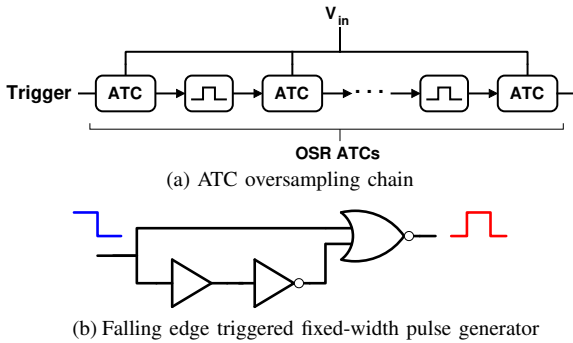 V_in
Trigger ATC ATC · · · ATC
OSR ATCs
(a) ATC oversampling chain
(b) Falling edge triggered fixed-width pulse generator